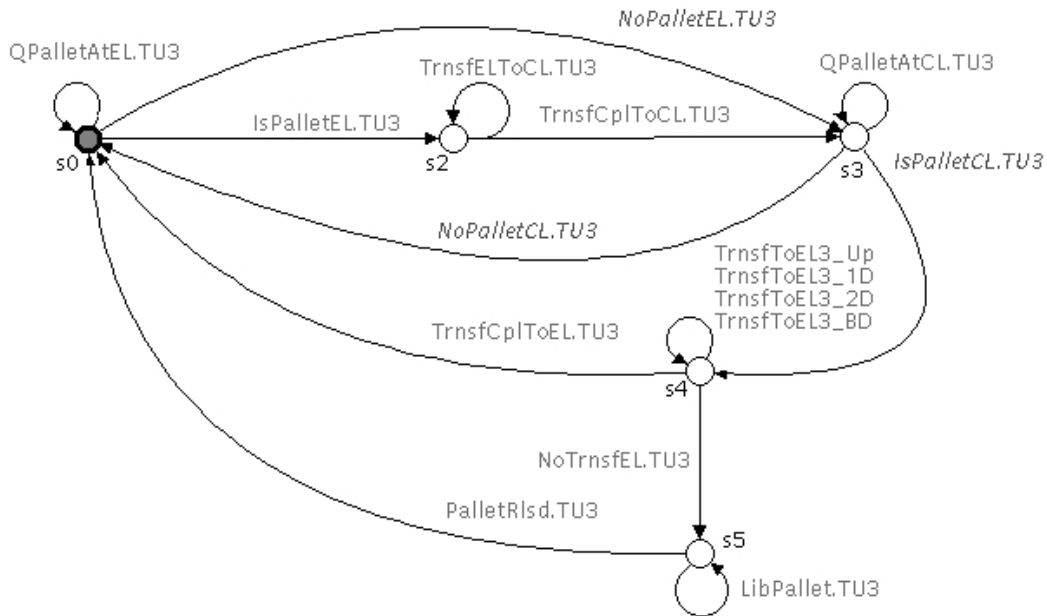 NoPalletEL.TU3
QPalletAtEL.TU3
TrnsfELToCL.TU3
QPalletAtCL.TU3
IsPalletEL.TU3
TrnsfCplToCL.TU3
s0
s2
s3
IsPalletCL.TU3
NoPalletCL.TU3
TrnsfToEL3_Up
TrnsfToEL3_1D
TrnsfToEL3_2D
TrnsfToEL3_BD
TrnsfCplToEL.TU3
s4
NoTrnsfEL.TU3
PalletRlsd.TU3
s5
LibPallet.TU3